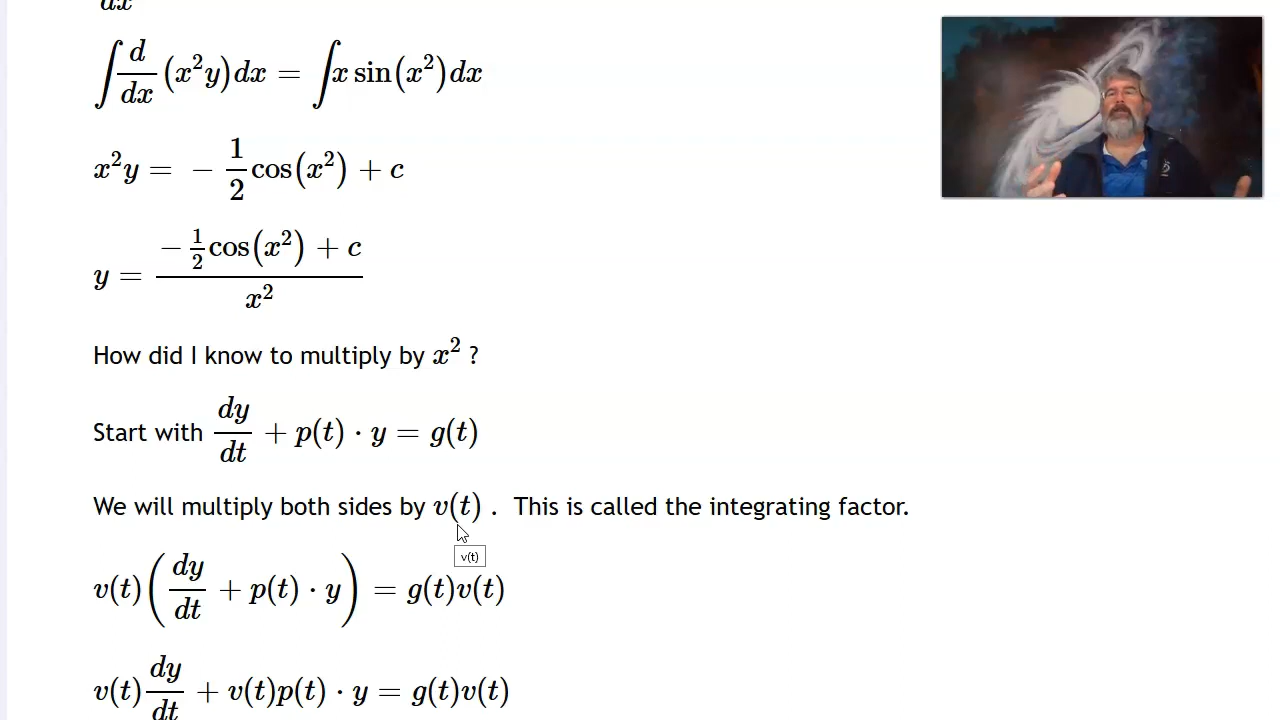 dx
∫ d/dx (x²y) dx = ∫ x sin(x²) dx
x²y = − 1/2 cos(x²) + c
y = (− 1/2 cos(x²) + c) / x²
How did I know to multiply by x² ?
Start with dy/dt + p(t) · y = g(t)
We will multiply both sides by v(t) . This is called the integrating factor.
v(t)
v(t)(dy/dt + p(t) · y) = g(t)v(t)
v(t) dy/dt + v(t)p(t) · y = g(t)v(t)